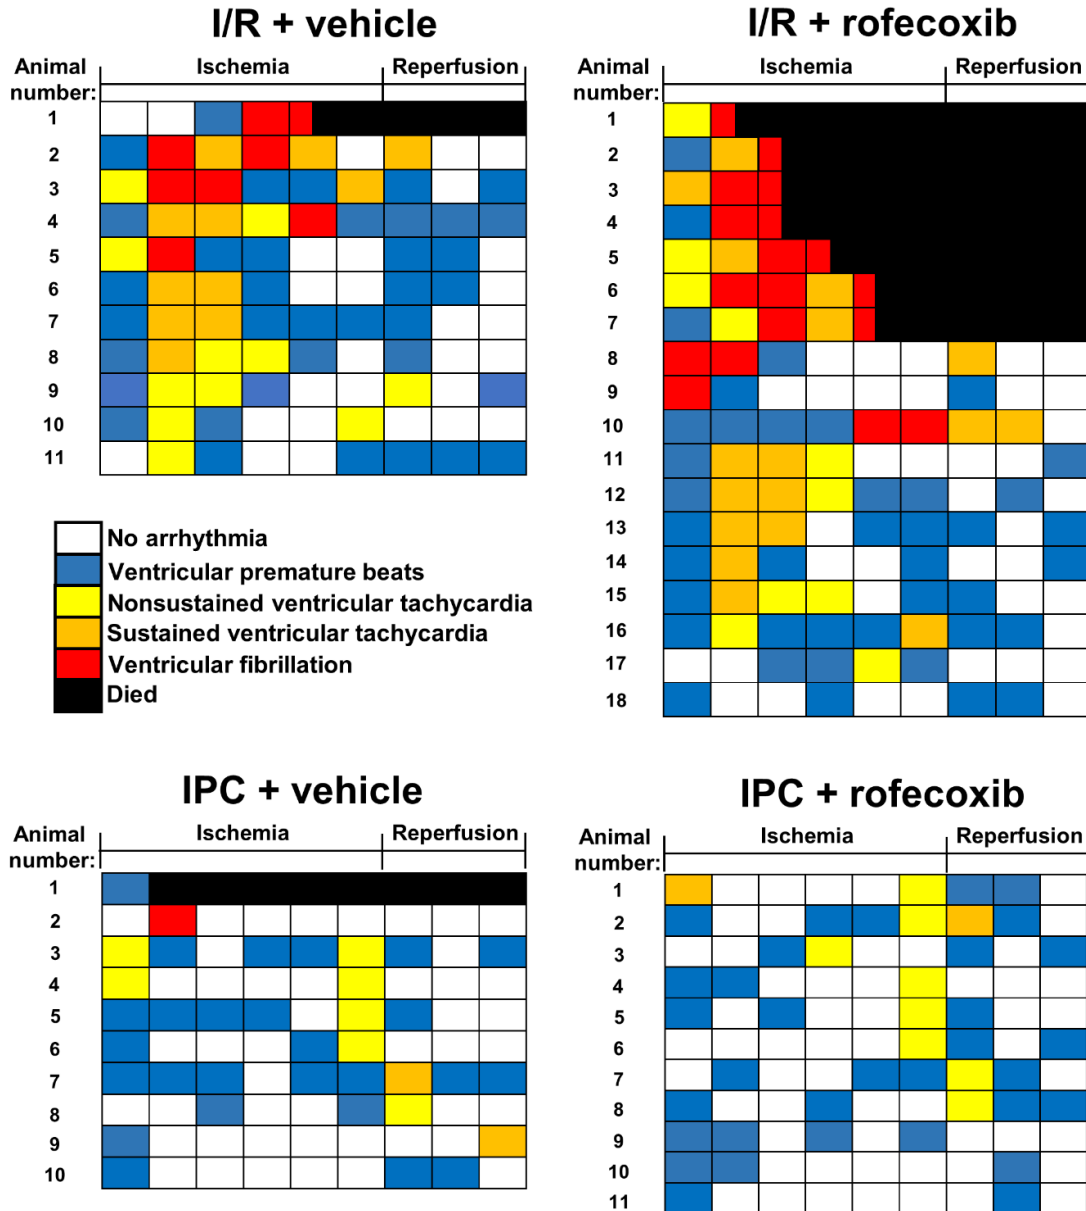 I/R + vehicle
Animal number:
Ischemia
Reperfusion
1
2
3
4
5
6
7
8
9
10
11
I/R + rofecoxib
Animal number:
Ischemia
Reperfusion
1
2
3
4
5
6
7
8
9
10
11
12
13
14
15
16
17
18
No arrhythmia
Ventricular premature beats
Nonsustained ventricular tachycardia
Sustained ventricular tachycardia
Ventricular fibrillation
Died
IPC + vehicle
Animal number:
Ischemia
Reperfusion
1
2
3
4
5
6
7
8
9
10
IPC + rofecoxib
Animal number:
Ischemia
Reperfusion
1
2
3
4
5
6
7
8
9
10
11